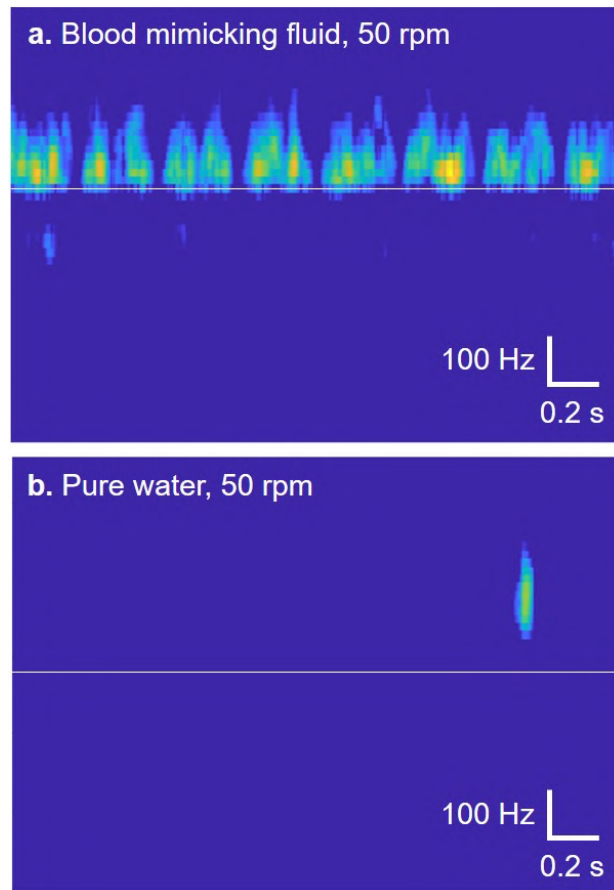 a. Blood mimicking fluid, 50 rpm
100 Hz
0.2 s
b. Pure water, 50 rpm
100 Hz
0.2 s